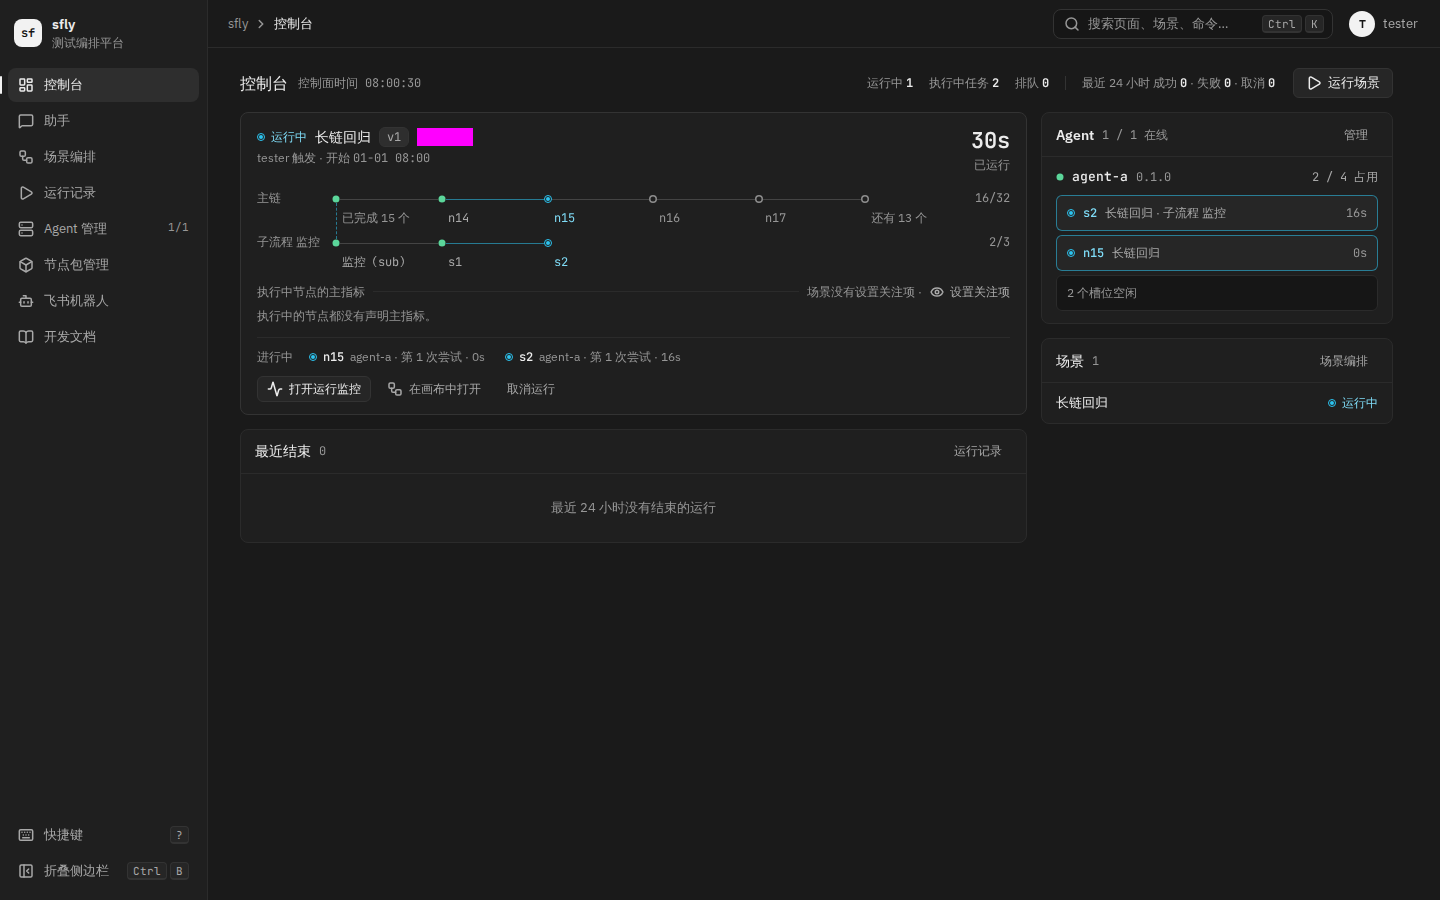 sf
sfly
测试编排平台
控制台
助手
场景编排
运行记录
Agent 管理 1/1
节点包管理
飞书机器人
开发文档
快捷键 ?
折叠侧边栏 Ctrl B
sfly > 控制台
搜索页面、场景、命令... Ctrl K
T tester
控制台 控制面时间 08:00:30
运行中 1 执行中任务 2 排队 0 最近 24 小时 成功 0 · 失败 0 · 取消 0
运行场景
运行中 长链回归 v1
30s
tester 触发 · 开始 01-01 08:00
已运行
主链 16/32
已完成 15 个 n14 n15 n16 n17 还有 13 个
子流程 监控 2/3
监控 (sub) s1 s2
执行中节点的主指标 场景没有设置关注项 · 设置关注项
执行中的节点都没有声明主指标。
进行中 n15 agent-a · 第 1 次尝试 · 0s s2 agent-a · 第 1 次尝试 · 16s
打开运行监控 在画布中打开 取消运行
最近结束 0 运行记录
最近 24 小时没有结束的运行
Agent 1 / 1 在线 管理
agent-a 0.1.0 2 / 4 占用
s2 长链回归 · 子流程 监控 16s
n15 长链回归 0s
2 个槽位空闲
场景 1 场景编排
长链回归 运行中